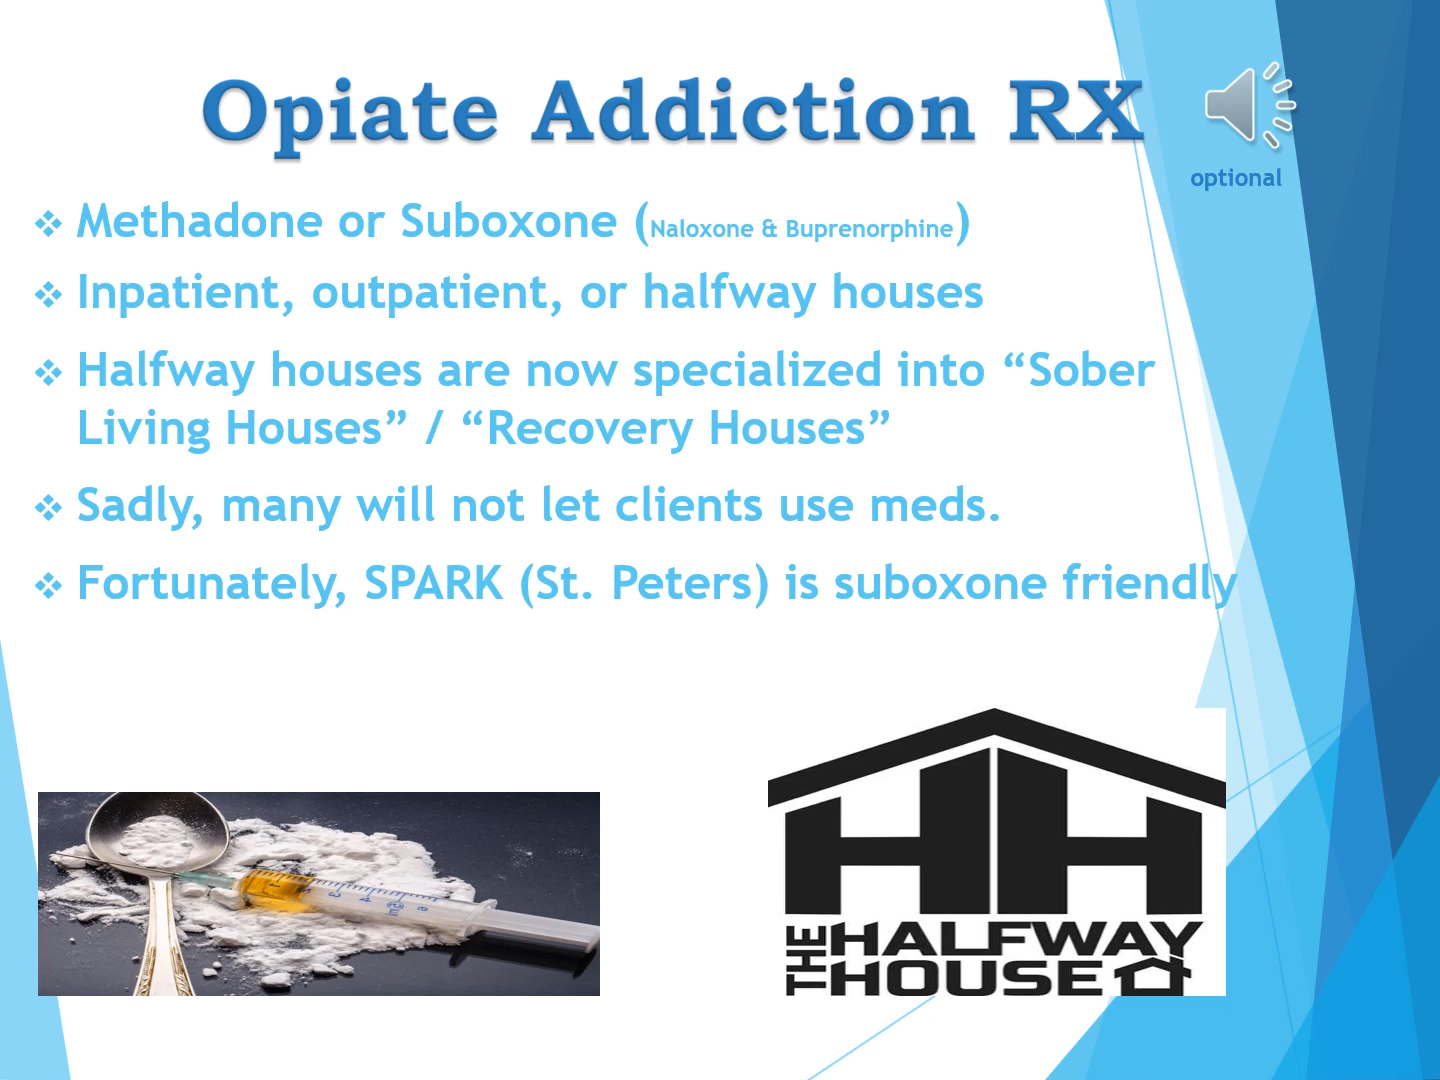 Opiate Addiction RX
optional
❖ Methadone or Suboxone (Naloxone & Buprenorphine)
❖ Inpatient, outpatient, or halfway houses
❖ Halfway houses are now specialized into “Sober
Living Houses” / “Recovery Houses”
❖ Sadly, many will not let clients use meds.
❖ Fortunately, SPARK (St. Peters) is suboxone friendly
HH
THE HALFWAY
HOUSE